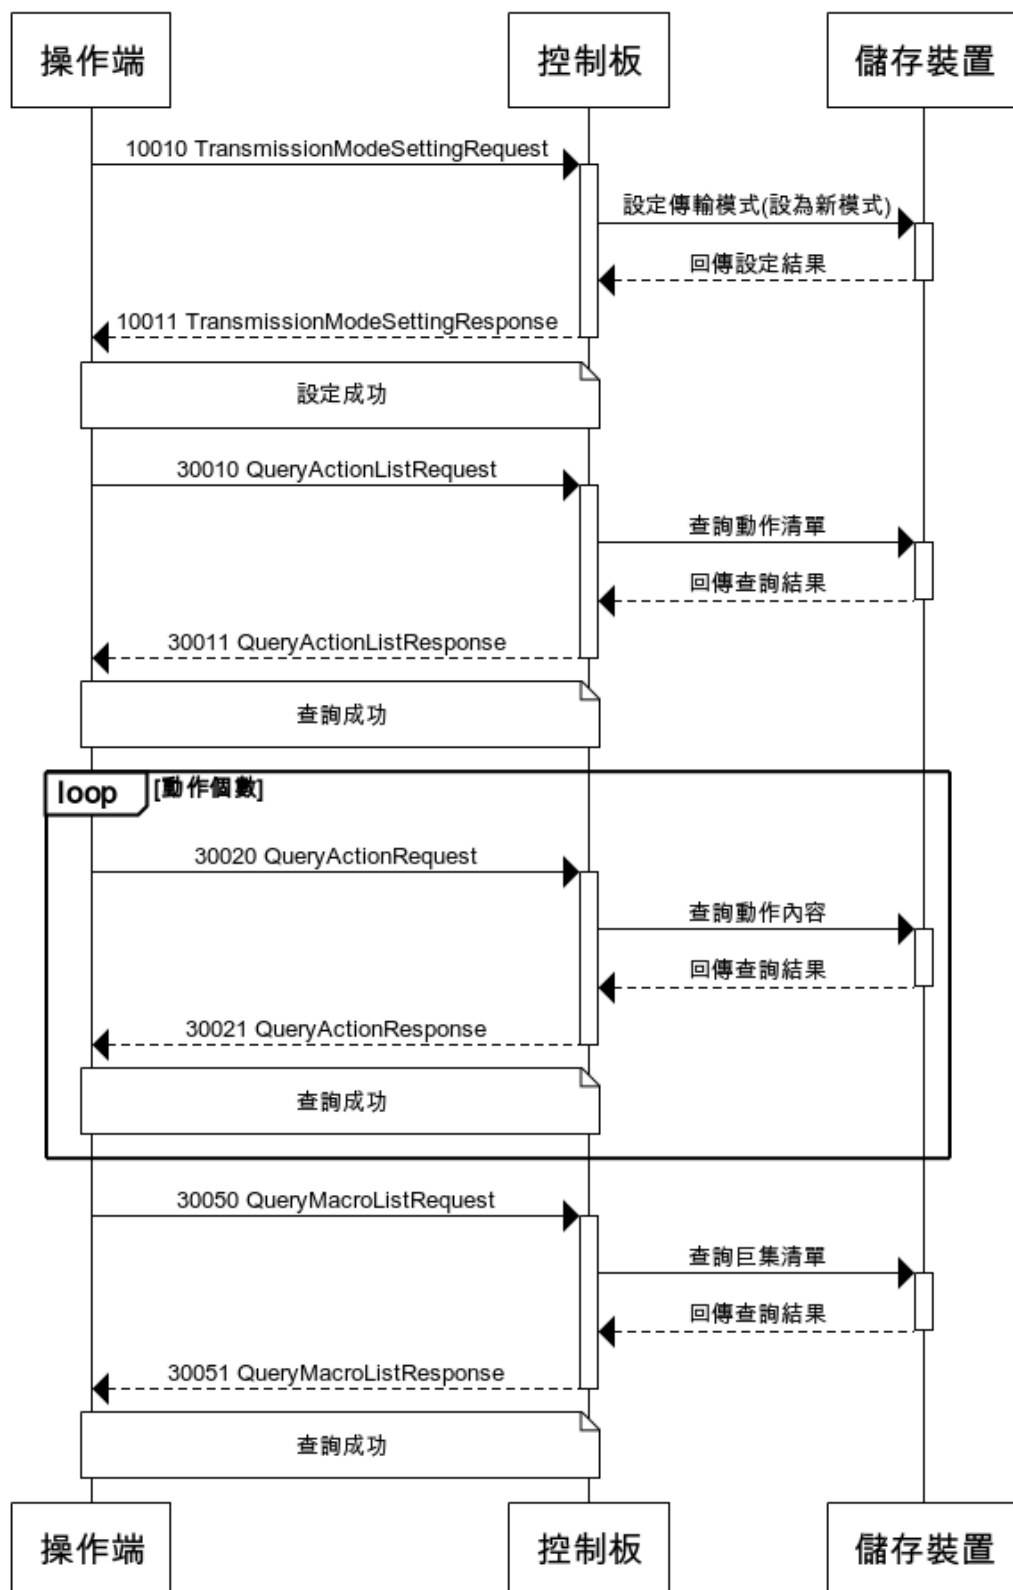 操作端
控制板
儲存裝置
10010 TransmissionModeSettingRequest
設定傳輸模式(設為新模式)
回傳設定結果
10011 TransmissionModeSettingResponse
設定成功
30010 QueryActionListRequest
查詢動作清單
回傳查詢結果
30011 QueryActionListResponse
查詢成功
loop
[動作個數]
30020 QueryActionRequest
查詢動作內容
回傳查詢結果
30021 QueryActionResponse
查詢成功
30050 QueryMacroListRequest
查詢巨集清單
回傳查詢結果
30051 QueryMacroListResponse
查詢成功
操作端
控制板
儲存裝置